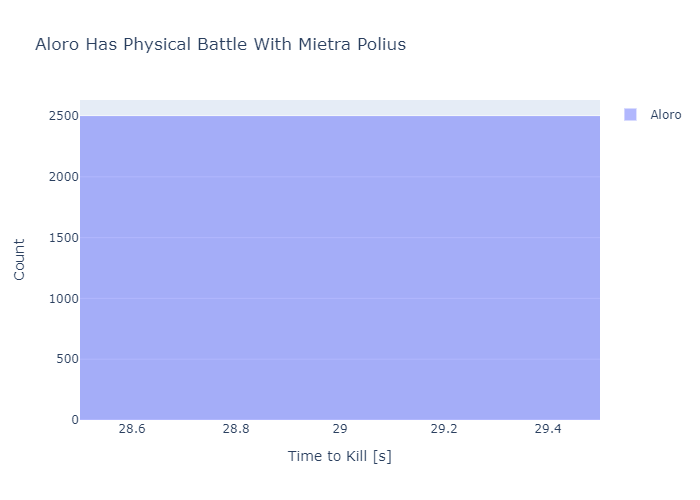 Aloro Has Physical Battle With Mietra Polius
2500
2000
1500
1000
500
0
Count
28.6
28.8
29
29.2
29.4
Time to Kill [s]
Aloro